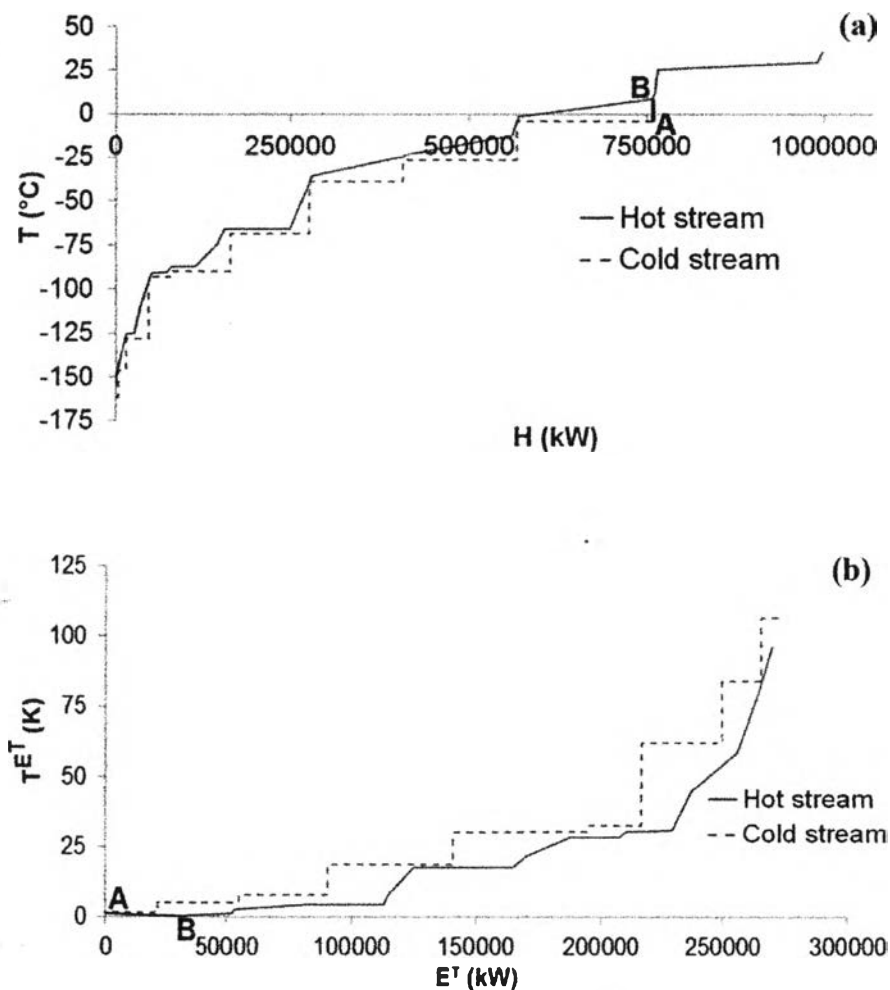 (a)
50
25
B
0
A
0
250000
500000
750000
1000000
-25
-50
-75
-100
-125
-150
-175
T (°C)
Hot stream
Cold stream
H (kW)
(b)
125
100
75
50
25
0
T^E^T (K)
Hot stream
Cold stream
A
B
0
50000
100000
150000
200000
250000
300000
E^T (kW)